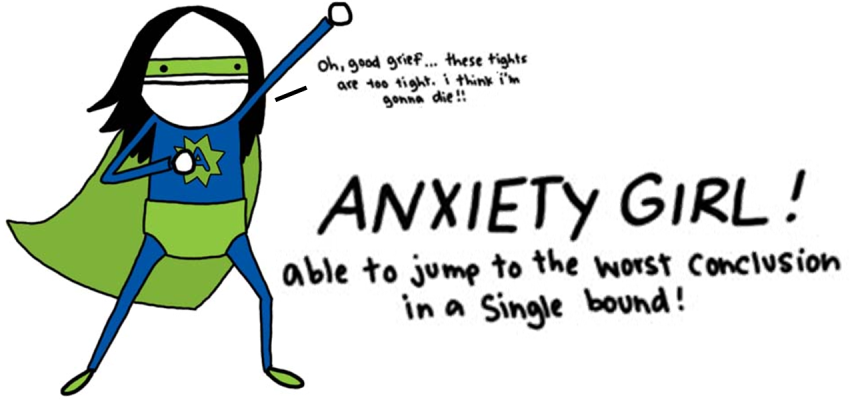 oh, good grief... these tights
are too tight. i think i'm
gonna die!!
A
ANXIETY GIRL!
able to jump to the worst conclusion
in a single bound!